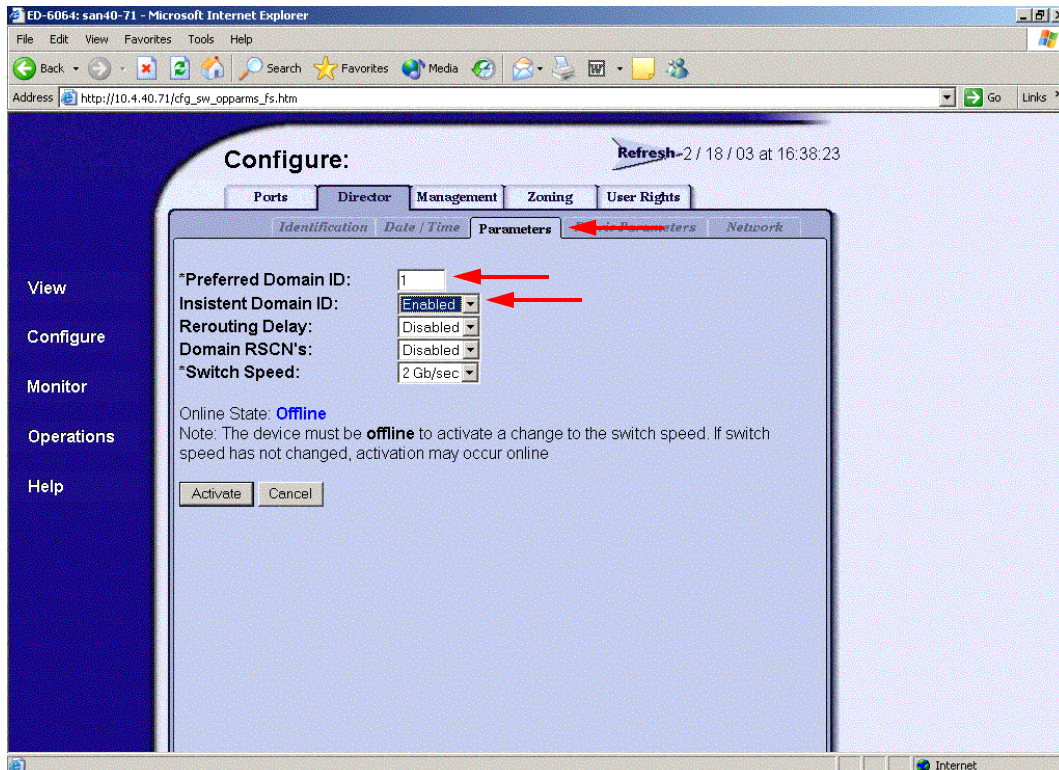 ED-6064: san40-71 - Microsoft Internet Explorer
File Edit View Favorites Tools Help
Back Search Favorites Media
Address http://10.4.40.71/cfg_sw_opparms_fs.htm Go Links
Configure: Refresh-2 / 18 / 03 at 16:38:23
Ports Director Management Zoning User Rights
Identification Date / Time Parameters Parameters Network
View
Configure
Monitor
Operations
Help
*Preferred Domain ID: 1
Insistent Domain ID: Enabled
Rerouting Delay: Disabled
Domain RSCN's: Disabled
*Switch Speed: 2 Gb/sec
Online State: Offline
Note: The device must be offline to activate a change to the switch speed. If switch
speed has not changed, activation may occur online
Activate Cancel
Internet